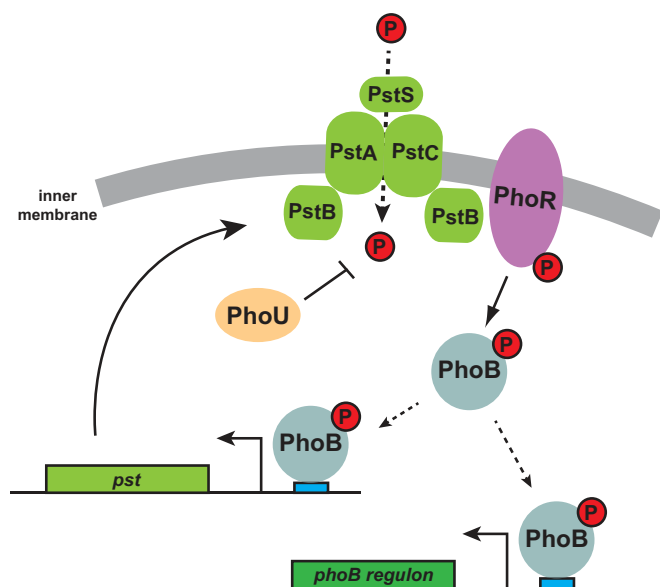 P
PstS
PstA PstC
inner
membrane
PstB PstB PhoR
P P
PhoU
P
PhoB
P
PhoB
pst
P
PhoB
phoB regulon